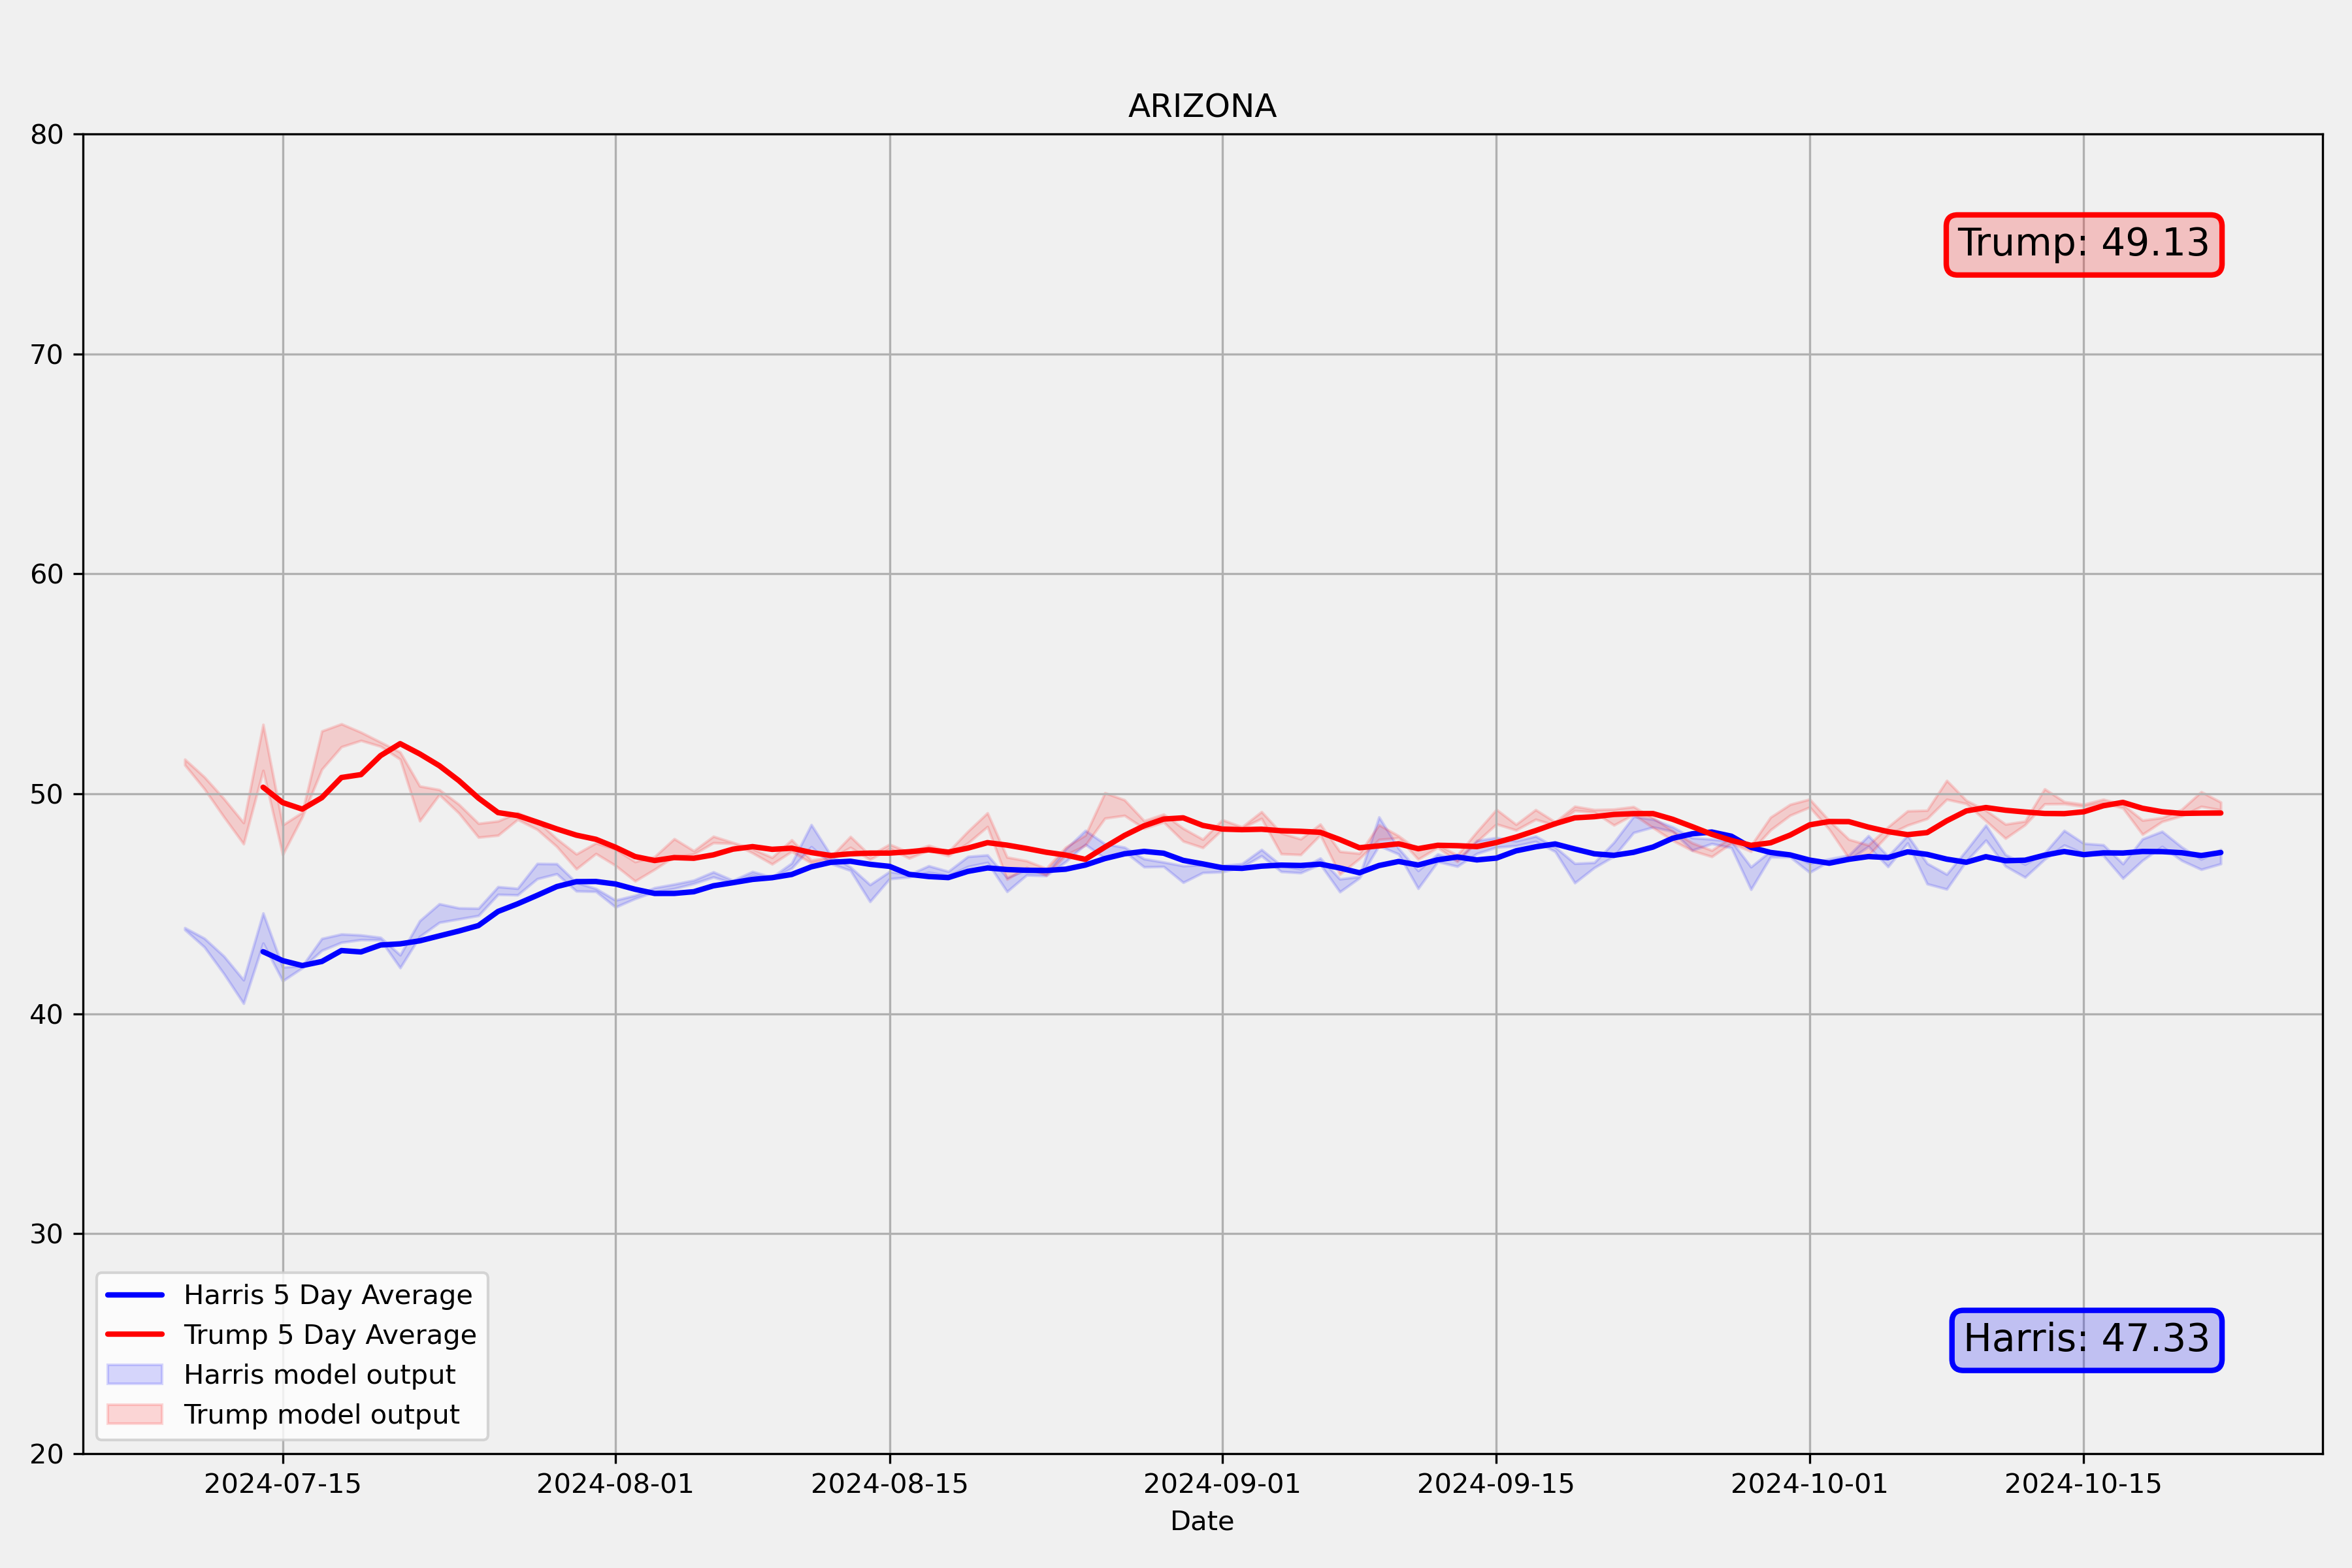 ARIZONA
80
70
60
50
40
30
20
Trump: 49.13
Harris: 47.33
Harris 5 Day Average
Trump 5 Day Average
Harris model output
Trump model output
2024-07-15
2024-08-01
2024-08-15
2024-09-01
2024-09-15
2024-10-01
2024-10-15
Date